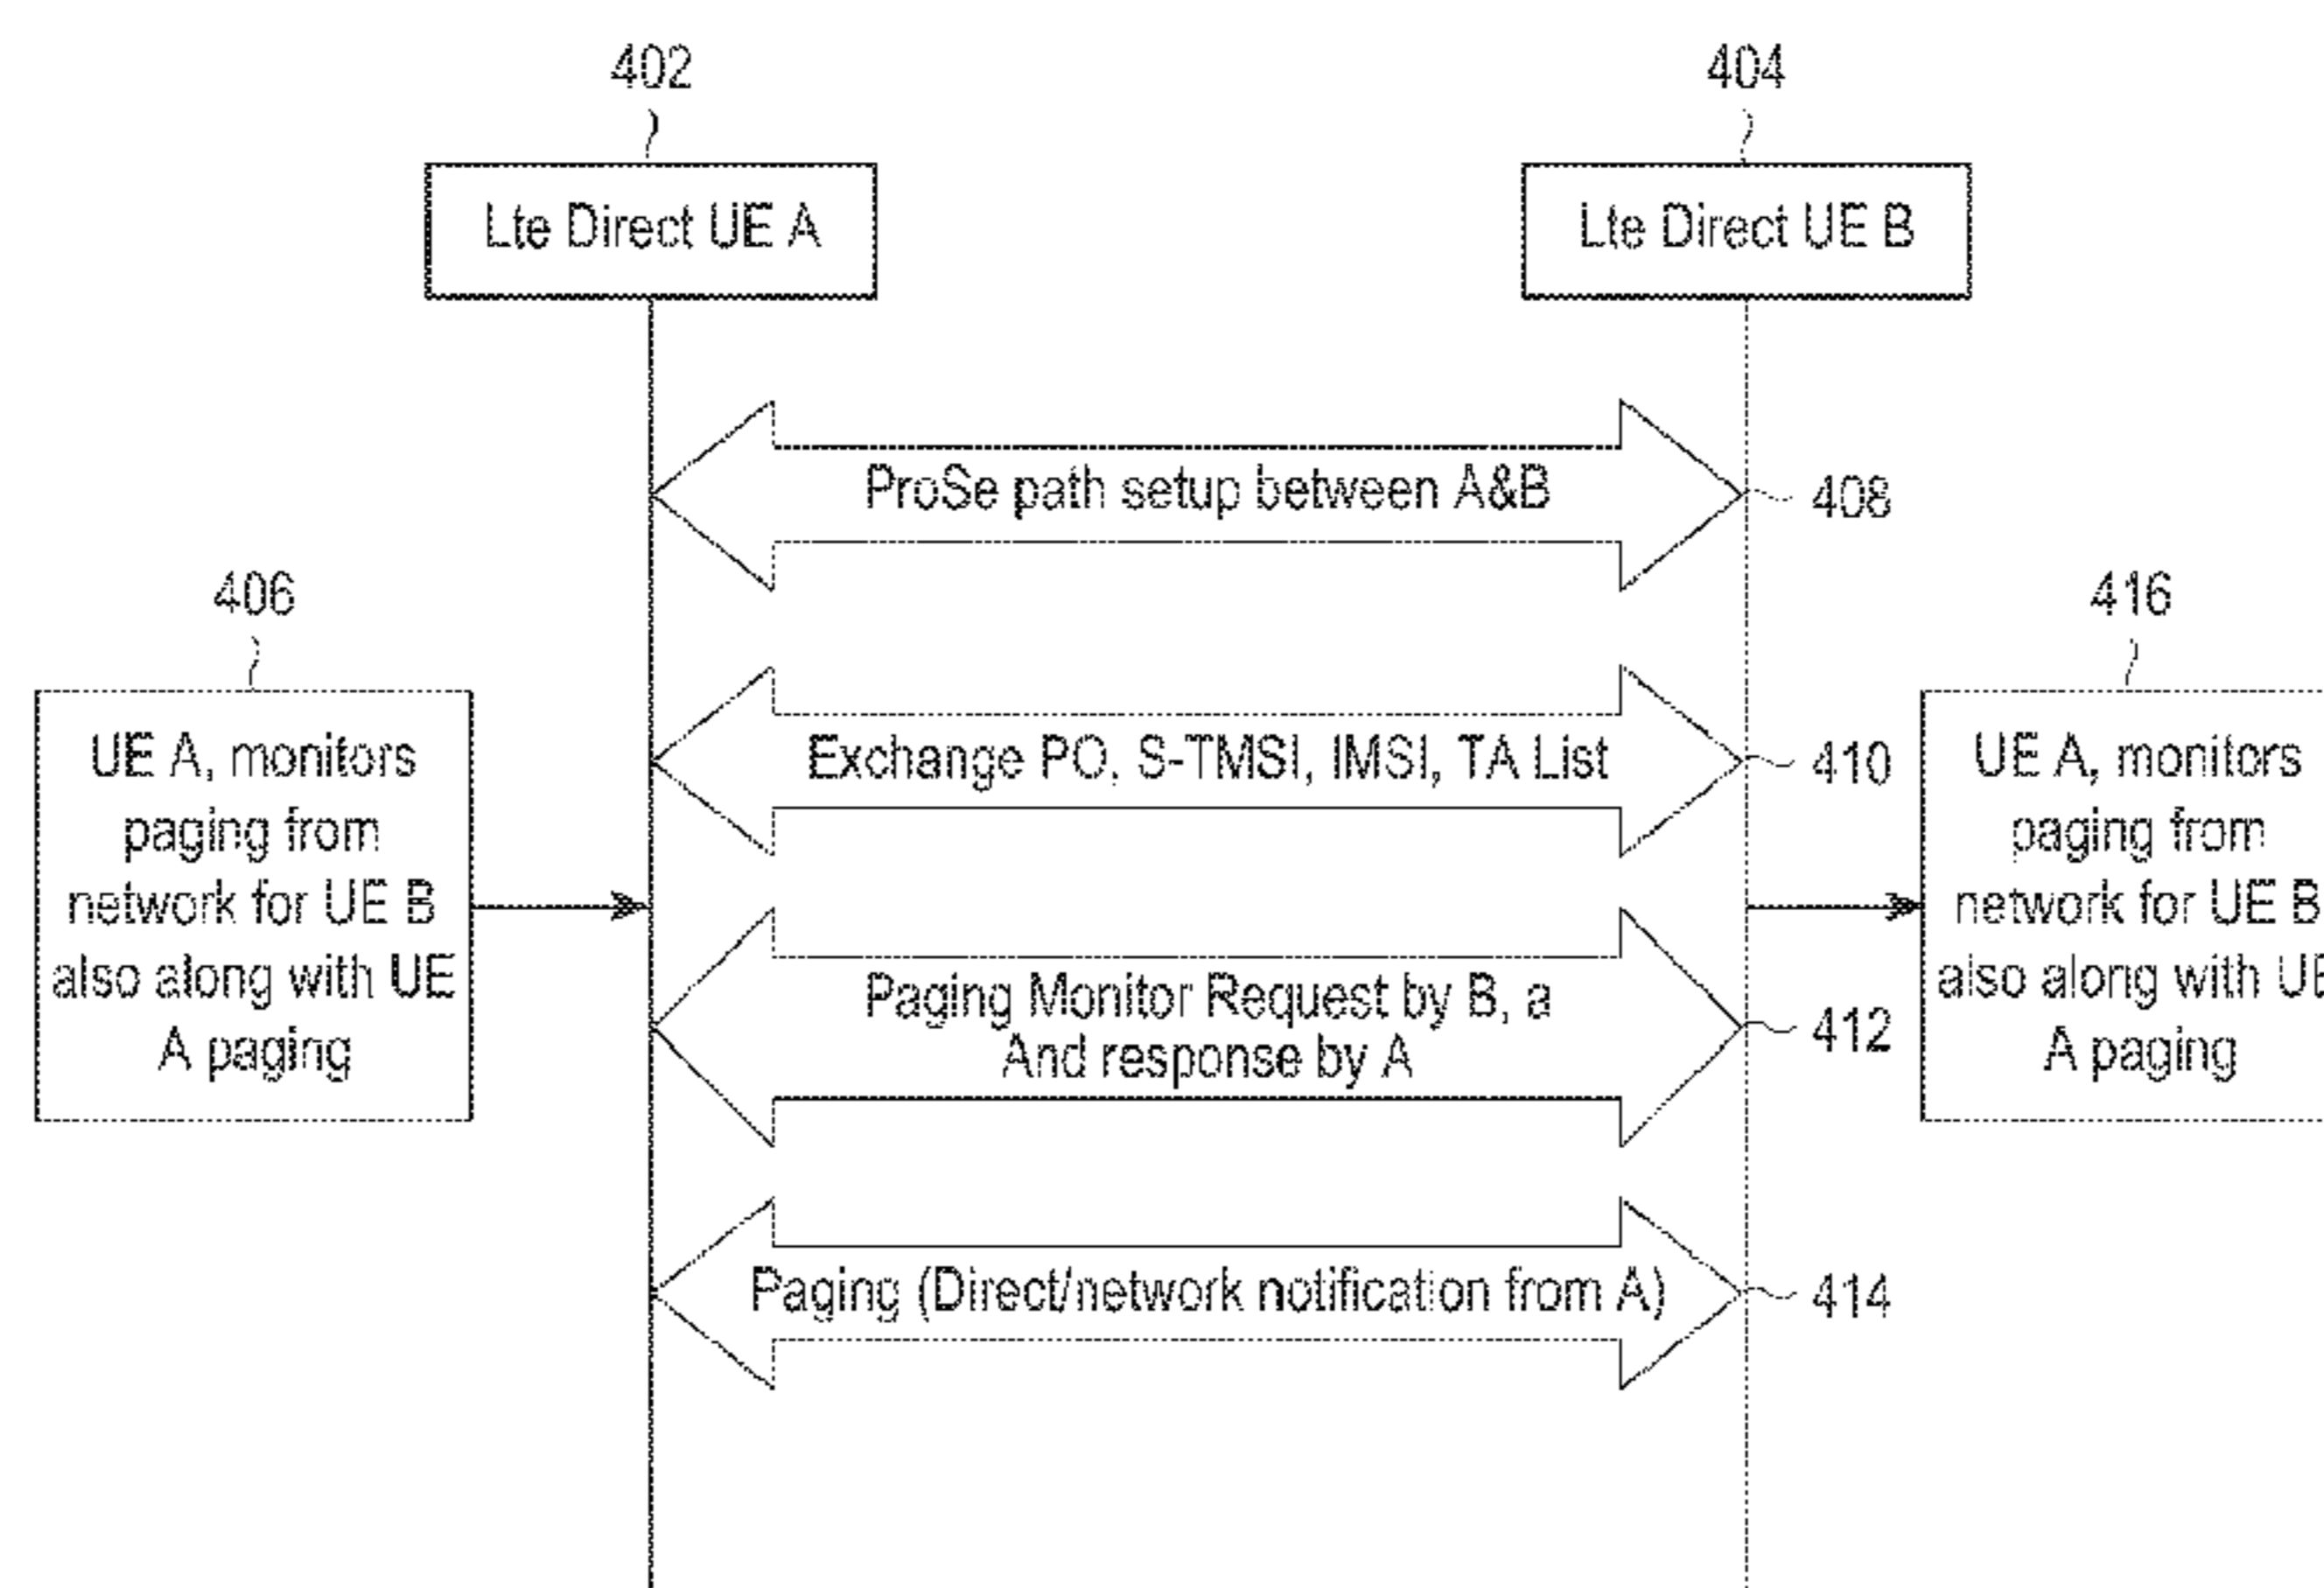 402
404
Lte Direct UE A
Lte Direct UE B
ProSe path setup between A&B
408
406
416
UE A, monitors
paging from
network for UE B
also along with UE
A paging
Exchange PO, S-TMSI, IMSI, TA List
410
UE A, monitors
paging from
network for UE B
also along with UE
A paging
Paging Monitor Request by B, a
And response by A
412
Paging (Direct/network notification from A)
414